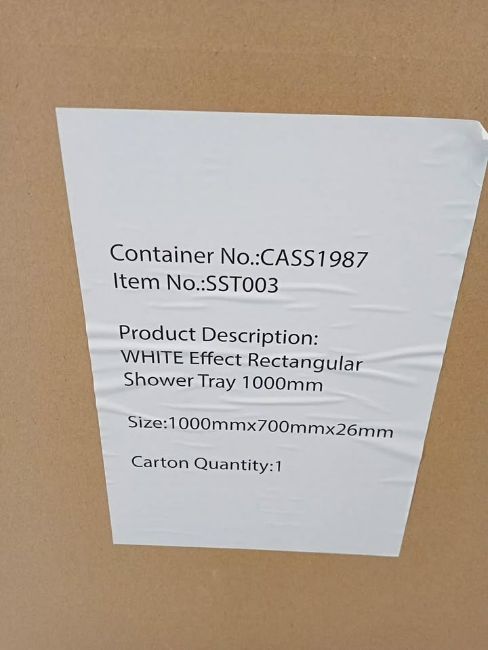 Container No.:CASS1987
Item No.:SST003
Product Description:
WHITE Effect Rectangular
Shower Tray 1000mm
Size:1000mmx700mmx26mm
Carton Quantity:1